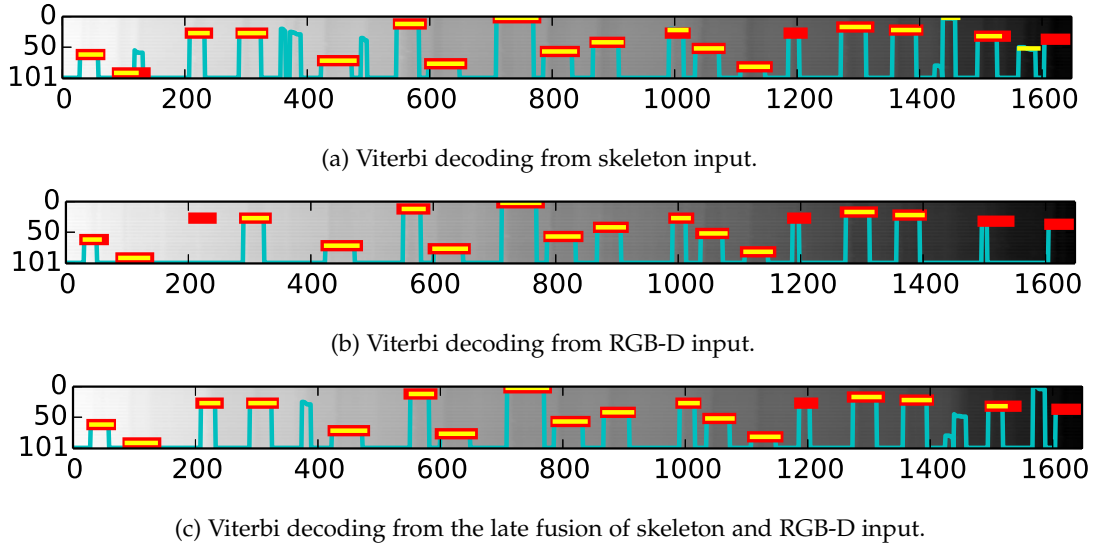 0
50
101
0 200 400 600 800 1000 1200 1400 1600
(a) Viterbi decoding from skeleton input.
0
50
101
0 200 400 600 800 1000 1200 1400 1600
(b) Viterbi decoding from RGB-D input.
0
50
101
0 200 400 600 800 1000 1200 1400 1600
(c) Viterbi decoding from the late fusion of skeleton and RGB-D input.